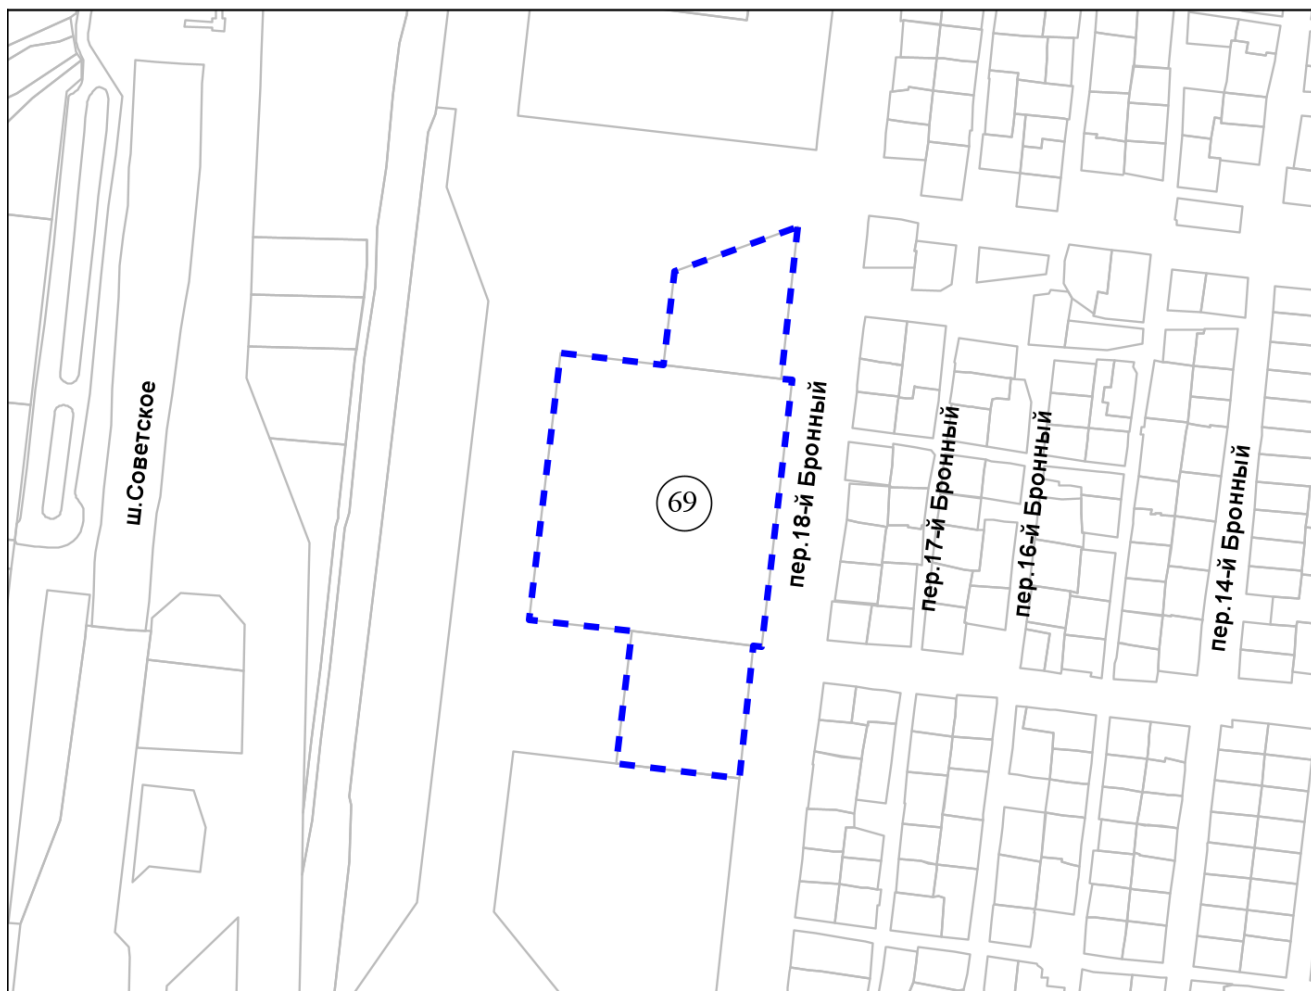 ш.Советское
69
пер.18-й Бронный
пер.17-й Бронный
пер.16-й Бронный
пер.14-й Бронный